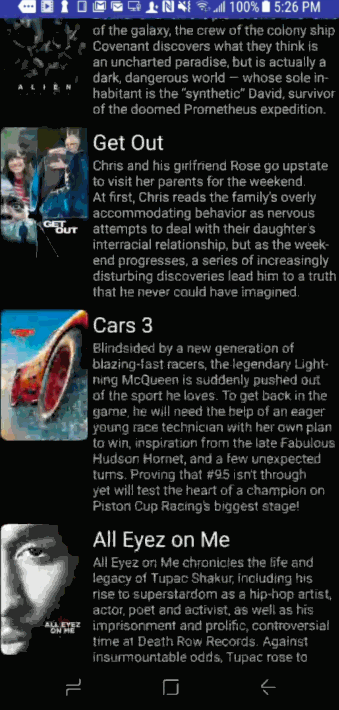 100% 5:26 PM
of the galaxy, the crew of the colony ship
Covenant discovers what they think is
an uncharted paradise, but is actually a
dark, dangerous world — whose sole in-
habitant is the "synthetic" David, survivor
of the doomed Prometheus expedition.
ALIEN
Get Out
Chris and his girlfriend Rose go upstate
to visit her parents for the weekend.
At first, Chris reads the family's overly
accommodating behavior as nervous
attempts to deal with their daughter's
interracial relationship, but as the week-
end progresses, a series of increasingly
disturbing discoveries lead him to a truth
that he never could have imagined.
GET
OUT
Cars 3
Blindsided by a new generation of
blazing-fast racers, the legendary Light-
ning McQueen is suddenly pushed out
of the sport he loves. To get back in the
game, he will need the help of an eager
young race technician with her own plan
to win, inspiration from the late Fabulous
Hudson Hornet, and a few unexpected
turns. Proving that #95 isn't through
yet will test the heart of a champion on
Piston Cup Racing's biggest stage!
All Eyez on Me
All Eyez on Me chronicles the life and
legacy of Tupac Shakur, including his
rise to superstardom as a hip-hop artist,
actor, poet and activist, as well as his
imprisonment and prolific, controversial
time at Death Row Records. Against
insurmountable odds, Tupac rose to
ALL EYEZ
ON ME